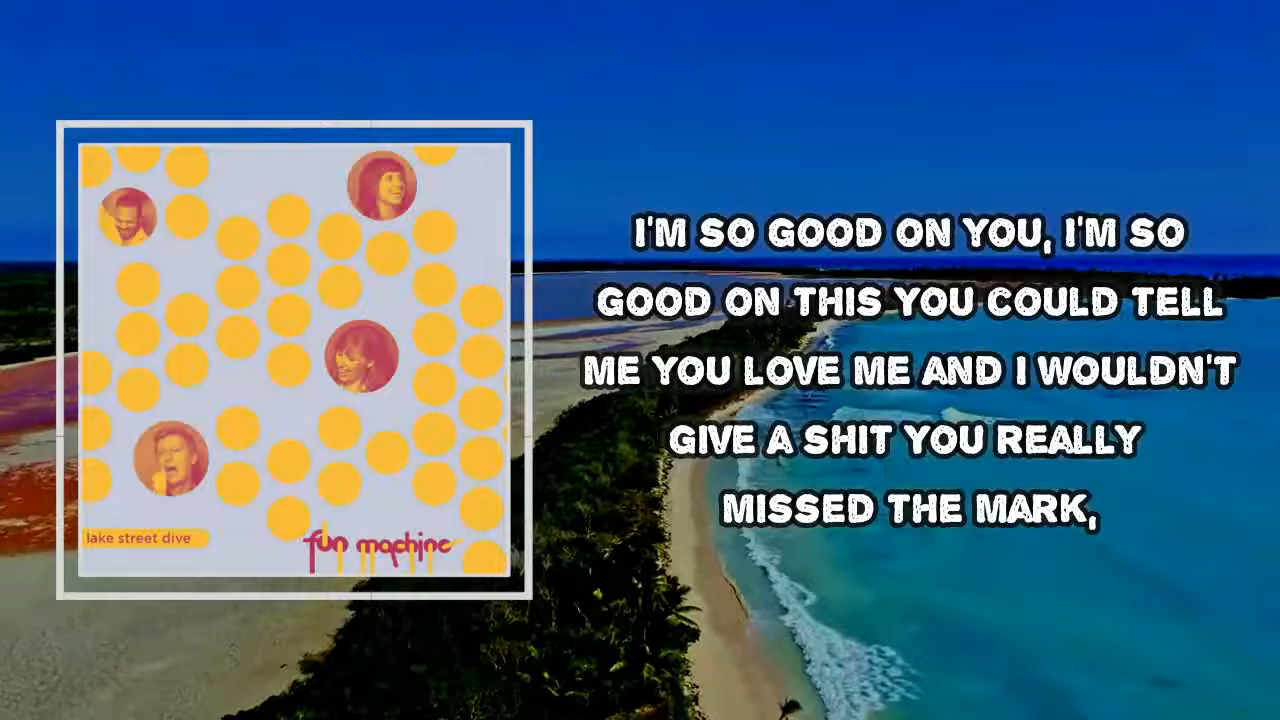 I'M SO GOOD ON YOU, I'M SO
GOOD ON THIS YOU COULD TELL
ME YOU LOVE ME AND I WOULDN'T
GIVE A SHIT YOU REALLY
MISSED THE MARK,
lake street dive
fun machine